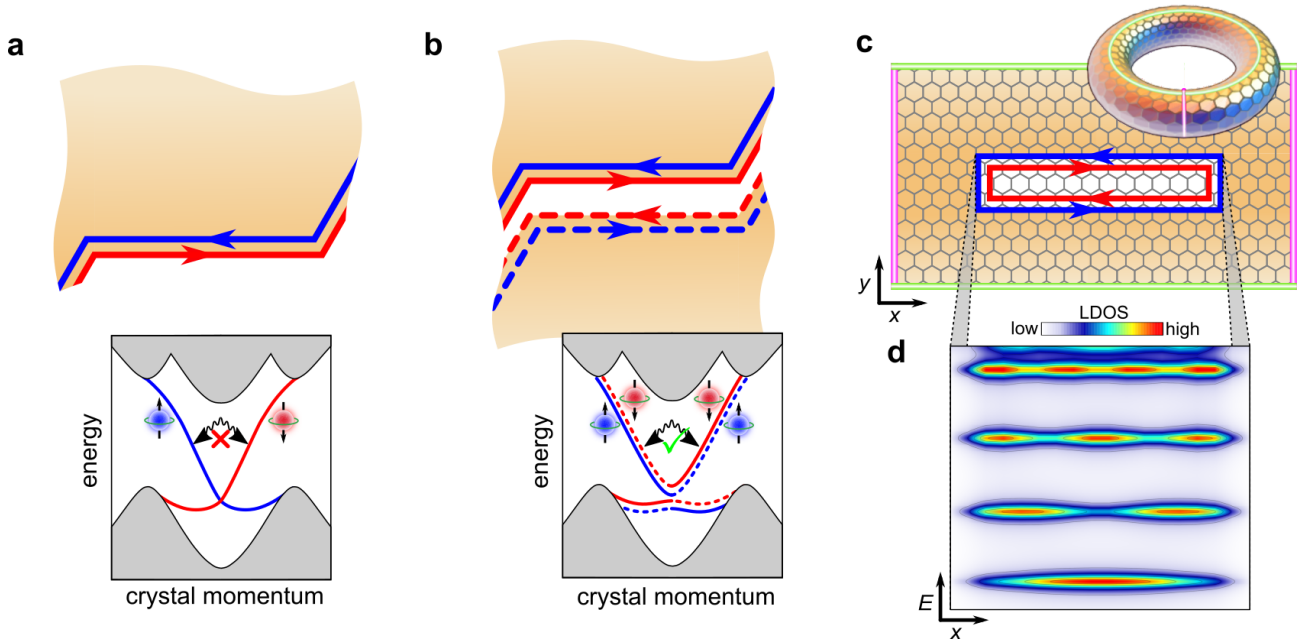 a
energy
crystal momentum
b
energy
crystal momentum
c
y
x
LDOS
low high
d
E
x